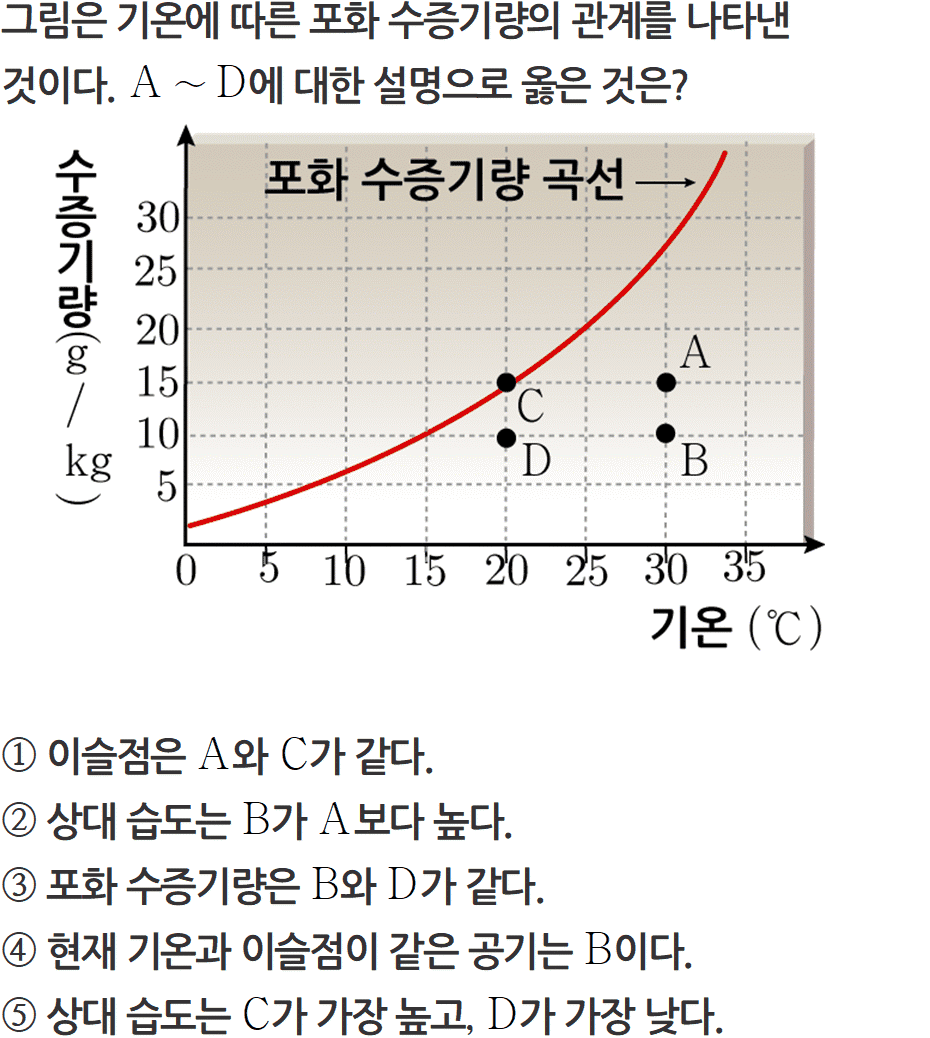 그림은 기온에 따른 포화 수증기량의 관계를 나타낸
것이다. A ~ D에 대한 설명으로 옳은 것은?
포화 수증기량 곡선
수증기량(g/kg)
30
25
20
15
10
5
A
C
B
D
0 5 10 15 20 25 30 35
기온 (℃)
① 이슬점은 A와 C가 같다.
② 상대 습도는 B가 A보다 높다.
③ 포화 수증기량은 B와 D가 같다.
④ 현재 기온과 이슬점이 같은 공기는 B이다.
⑤ 상대 습도는 C가 가장 높고, D가 가장 낮다.